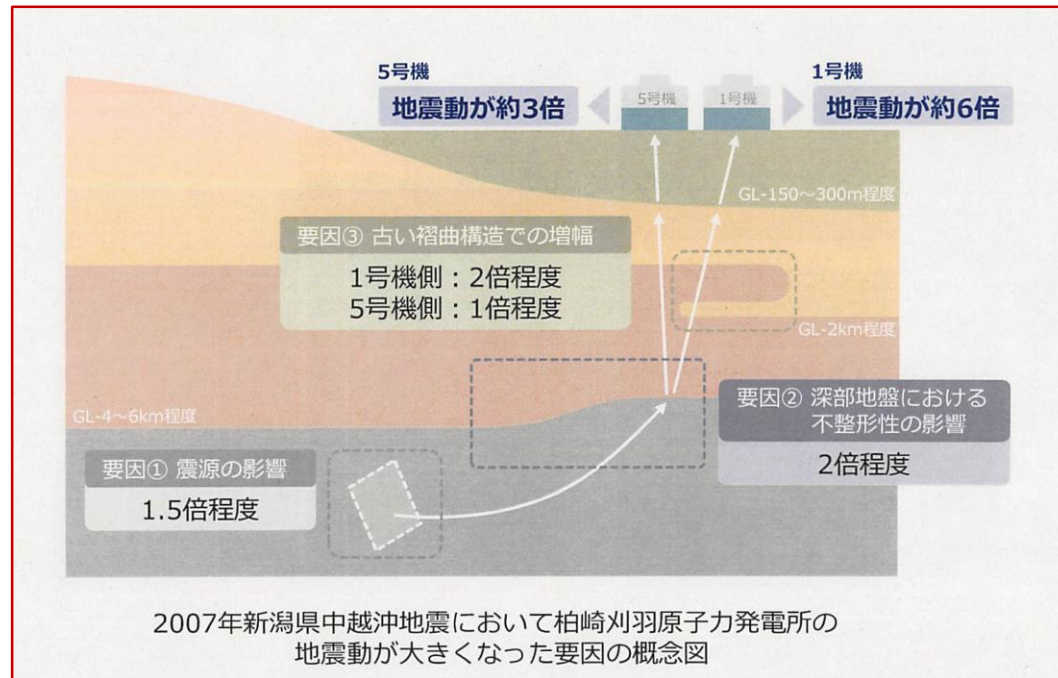 5号機
地震動が約3倍
5号機
1号機
1号機
地震動が約6倍
GL-150～300m程度
要因③ 古い褶曲構造での増幅
1号機側：2倍程度
5号機側：1倍程度
GL-2km程度
GL-4～6km程度
要因② 深部地盤における
不整形性の影響
2倍程度
要因① 震源の影響
1.5倍程度
2007年新潟県中越沖地震において柏崎刈羽原子力発電所の
地震動が大きくなった要因の概念図